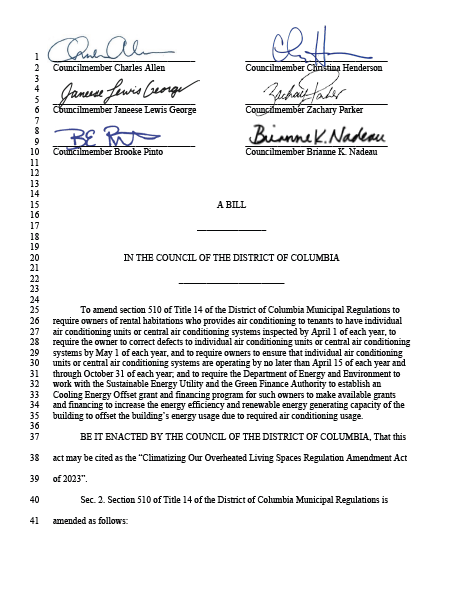 1
2 Councilmember Charles Allen Councilmember Christina Henderson
3
4
5 Janeese Lewis George Zachary Parker
6 Councilmember Janeese Lewis George Councilmember Zachary Parker
7
8
9 Brianne K. Nadeau
10 Councilmember Brooke Pinto Councilmember Brianne K. Nadeau
11
12
13
14
15 A BILL
16
17
18
19
20 IN THE COUNCIL OF THE DISTRICT OF COLUMBIA
21
22
23
24
25 To amend section 510 of Title 14 of the District of Columbia Municipal Regulations to
26 require owners of rental habitations who provides air conditioning to tenants to have individual
27 air conditioning units or central air conditioning systems inspected by April 1 of each year, to
28 require the owner to correct defects to individual air conditioning units or central air conditioning
29 systems by May 1 of each year, and to require owners to ensure that individual air conditioning
30 units or central air conditioning systems are operating by no later than April 15 of each year and
31 through October 31 of each year; and to require the Department of Energy and Environment to
32 work with the Sustainable Energy Utility and the Green Finance Authority to establish an
33 Cooling Energy Offset grant and financing program for such owners to make available grants
34 and financing to increase the energy efficiency and renewable energy generating capacity of the
35 building to offset the building’s energy usage due to required air conditioning usage.
36
37 BE IT ENACTED BY THE COUNCIL OF THE DISTRICT OF COLUMBIA, That this
38 act may be cited as the “Climatizing Our Overheated Living Spaces Regulation Amendment Act
39 of 2023”.
40 Sec. 2. Section 510 of Title 14 of the District of Columbia Municipal Regulations is
41 amended as follows: